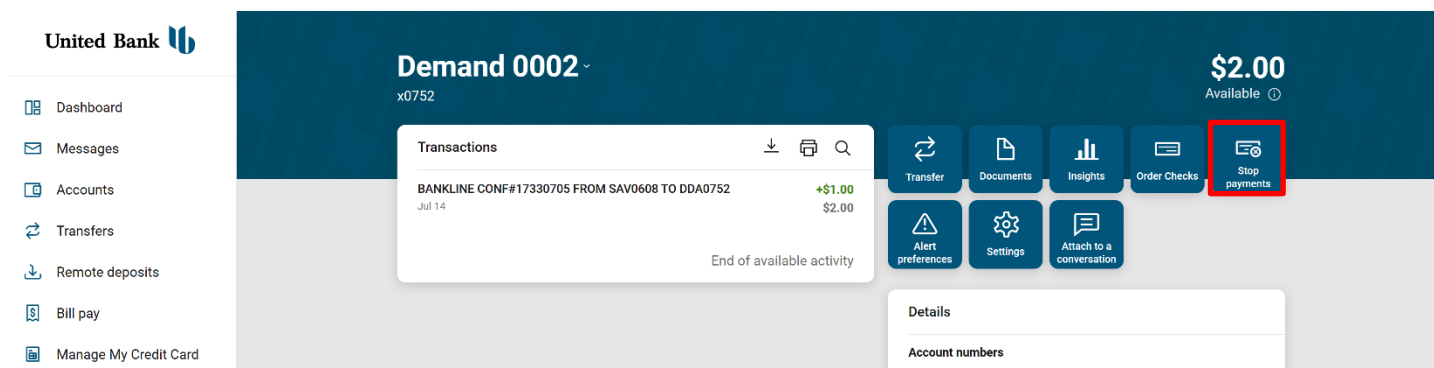 United Bank
Dashboard
Messages
Accounts
Transfers
Remote deposits
Bill pay
Manage My Credit Card
Demand 0002
x0752
$2.00
Available
Transactions
BANKLINE CONF#17330705 FROM SAV0608 TO DDA0752 +$1.00
Jul 14 $2.00
End of available activity
Transfer
Documents
Insights
Order Checks
Stop
payments
Alert
preferences
Settings
Attach to a
conversation
Details
Account numbers